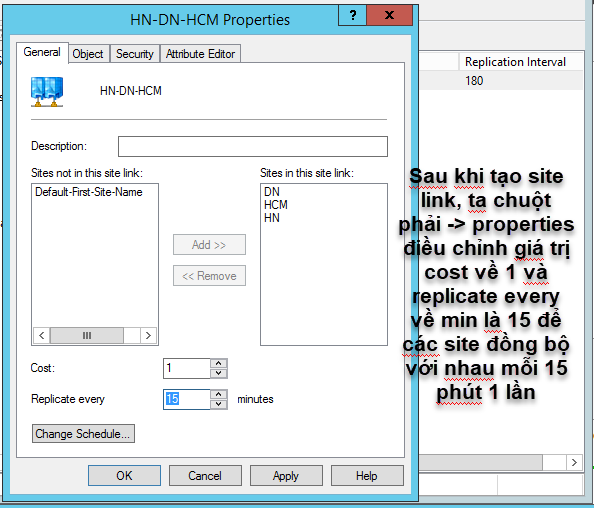 HN-DN-HCM Properties
?
x
General
Object
Security
Attribute Editor
HN-DN-HCM
Description:
Sites not in this site link:
Default-First-Site-Name
Sites in this site link:
DN
HCM
HN
Add >>
<< Remove
Cost:
1
Replicate every
15
minutes
Change Schedule...
OK
Cancel
Apply
Help
Replication Interval
180
Sau khi tạo site
link, ta chuột
phải -> properties
điều chỉnh giá trị
cost về 1 và
replicate every
về min là 15 để
các site đồng bộ
với nhau mỗi 15
phút 1 lần